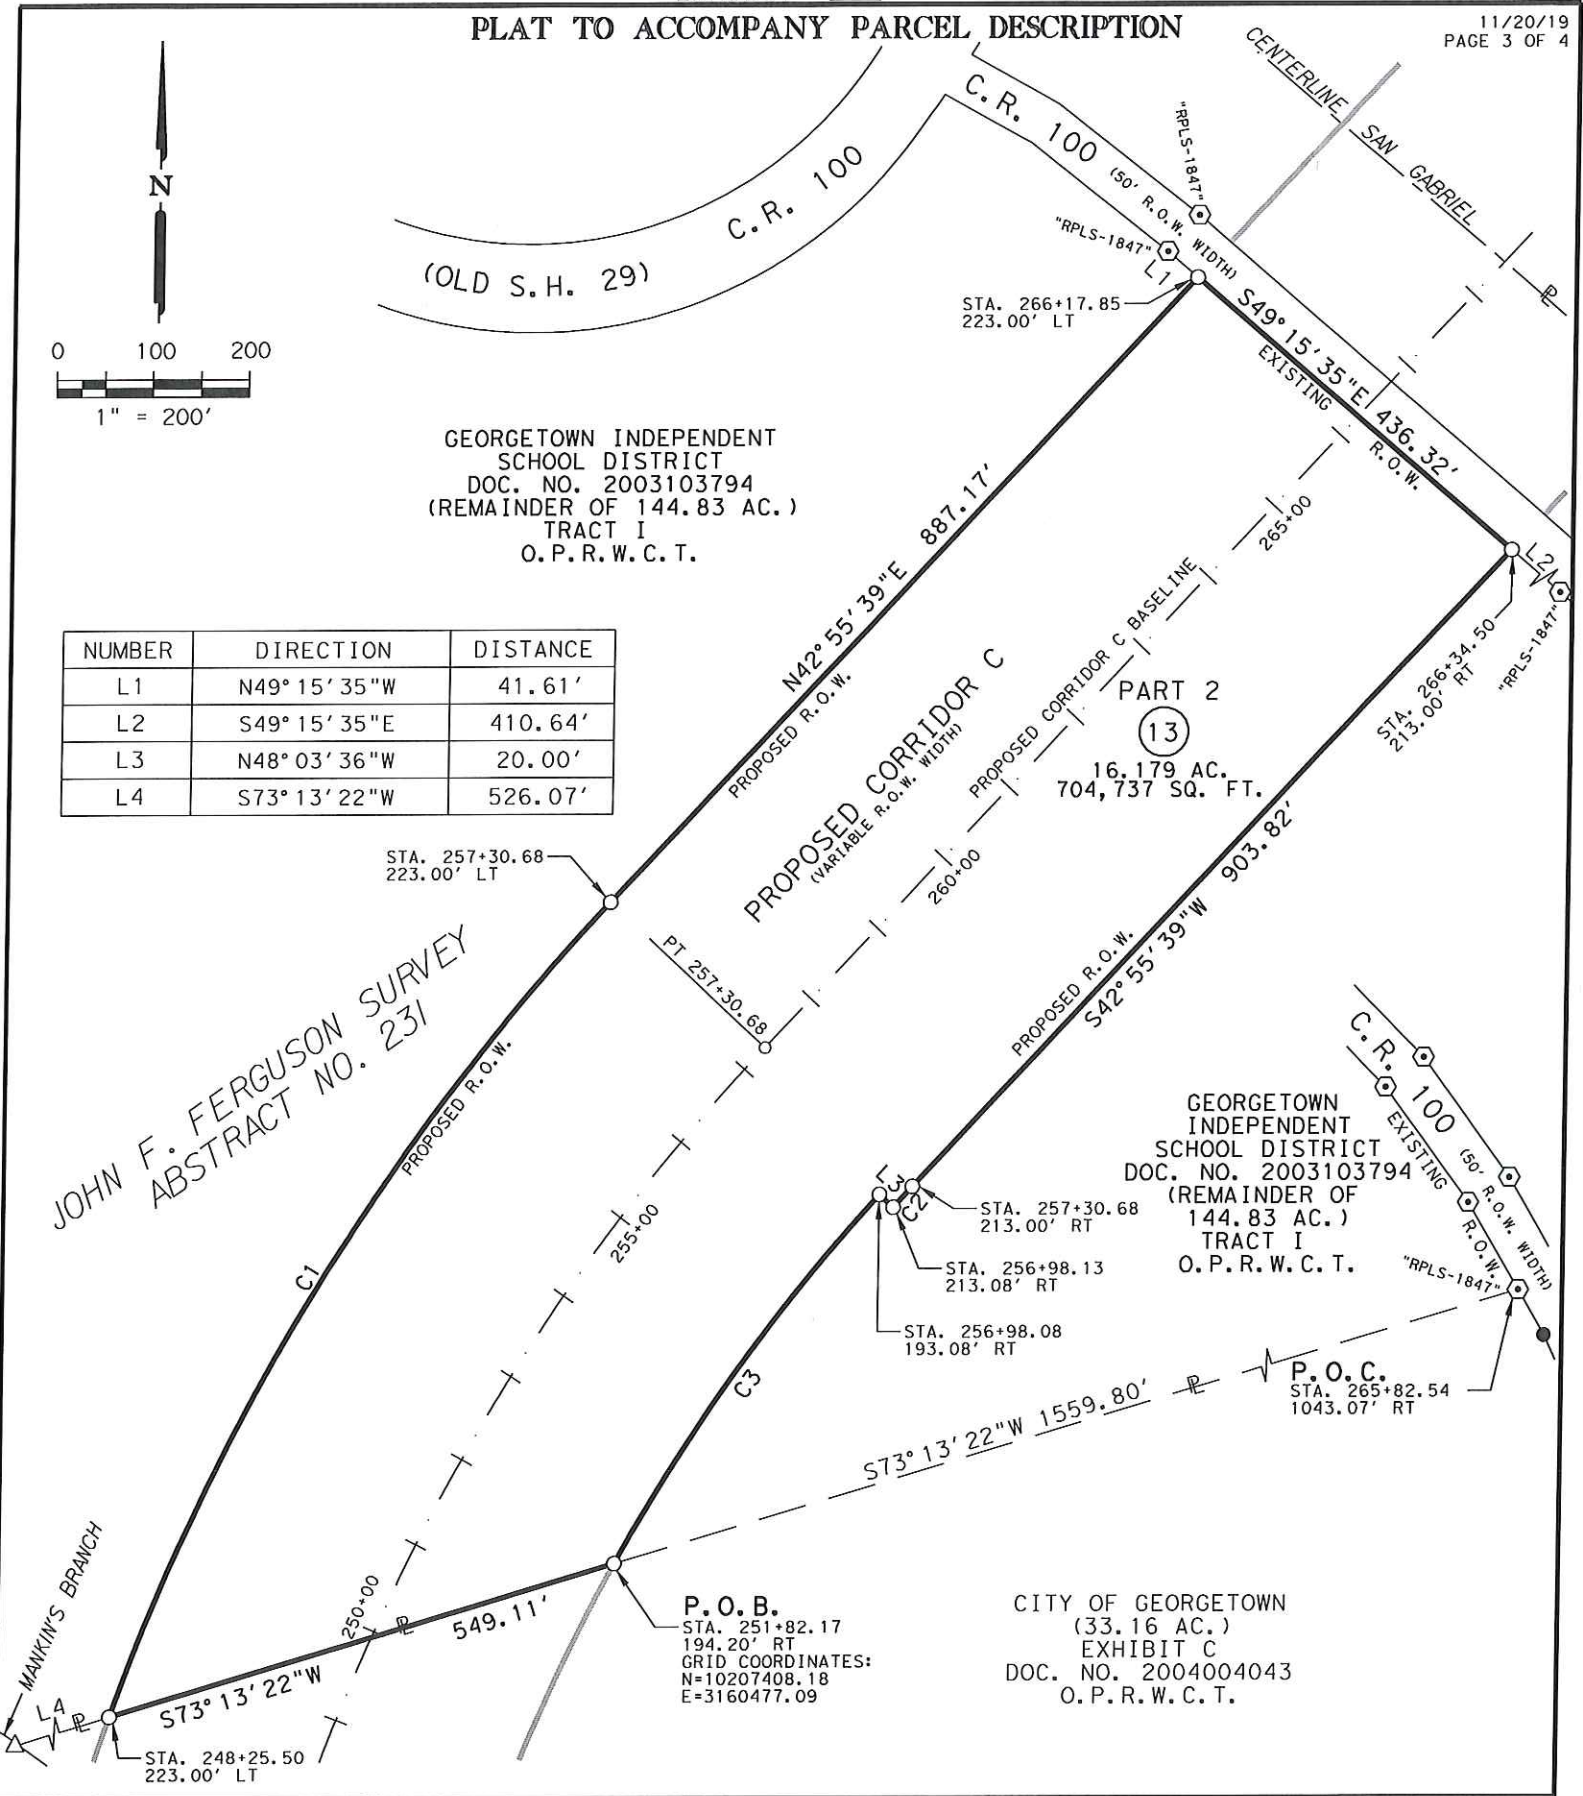 PLAT TO ACCOMPANY PARCEL DESCRIPTION
11/20/19
PAGE 3 OF 4
N
0 100 200
1" = 200'
C.R. 100
(OLD S.H. 29)
C.R. 100 (50' R.O.W. WIDTH)
"RPLS-1847"
"RPLS-1847"
CENTERLINE SAN GABRIEL
PL
L1
STA. 266+17.85
223.00' LT
S49°15'35"E 436.32'
EXISTING R.O.W.
GEORGETOWN INDEPENDENT
SCHOOL DISTRICT
DOC. NO. 2003103794
(REMAINDER OF 144.83 AC.)
TRACT I
O.P.R.W.C.T.
N42°55'39"E 887.17'
PROPOSED R.O.W.
265+00
L2
"RPLS-1847"
STA. 266+34.50
213.00' RT
NUMBER DIRECTION DISTANCE
L1 N49°15'35"W 41.61'
L2 S49°15'35"E 410.64'
L3 N48°03'36"W 20.00'
L4 S73°13'22"W 526.07'
PROPOSED CORRIDOR C
(VARIABLE R.O.W. WIDTH)
PROPOSED CORRIDOR C BASELINE
PART 2
13
16.179 AC.
704,737 SQ. FT.
STA. 257+30.68
223.00' LT
260+00
S42°55'39"W 903.82'
PROPOSED R.O.W.
PT 257+30.68
JOHN F. FERGUSON SURVEY
ABSTRACT NO. 231
PROPOSED R.O.W.
C1
255+00
L3
C2
STA. 257+30.68
213.00' RT
STA. 256+98.13
213.08' RT
STA. 256+98.08
193.08' RT
C3
GEORGETOWN
INDEPENDENT
SCHOOL DISTRICT
DOC. NO. 2003103794
(REMAINDER OF
144.83 AC.)
TRACT I
O.P.R.W.C.T.
C.R. 100 (50' R.O.W. WIDTH)
EXISTING R.O.W.
"RPLS-1847"
P.O.C.
STA. 265+82.54
1043.07' RT
S73°13'22"W 1559.80'
PL
MANKIN'S BRANCH
250+00
PL
549.11'
S73°13'22"W
L4
PL
STA. 248+25.50
223.00' LT
P.O.B.
STA. 251+82.17
194.20' RT
GRID COORDINATES:
N=10207408.18
E=3160477.09
CITY OF GEORGETOWN
(33.16 AC.)
EXHIBIT C
DOC. NO. 2004004043
O.P.R.W.C.T.